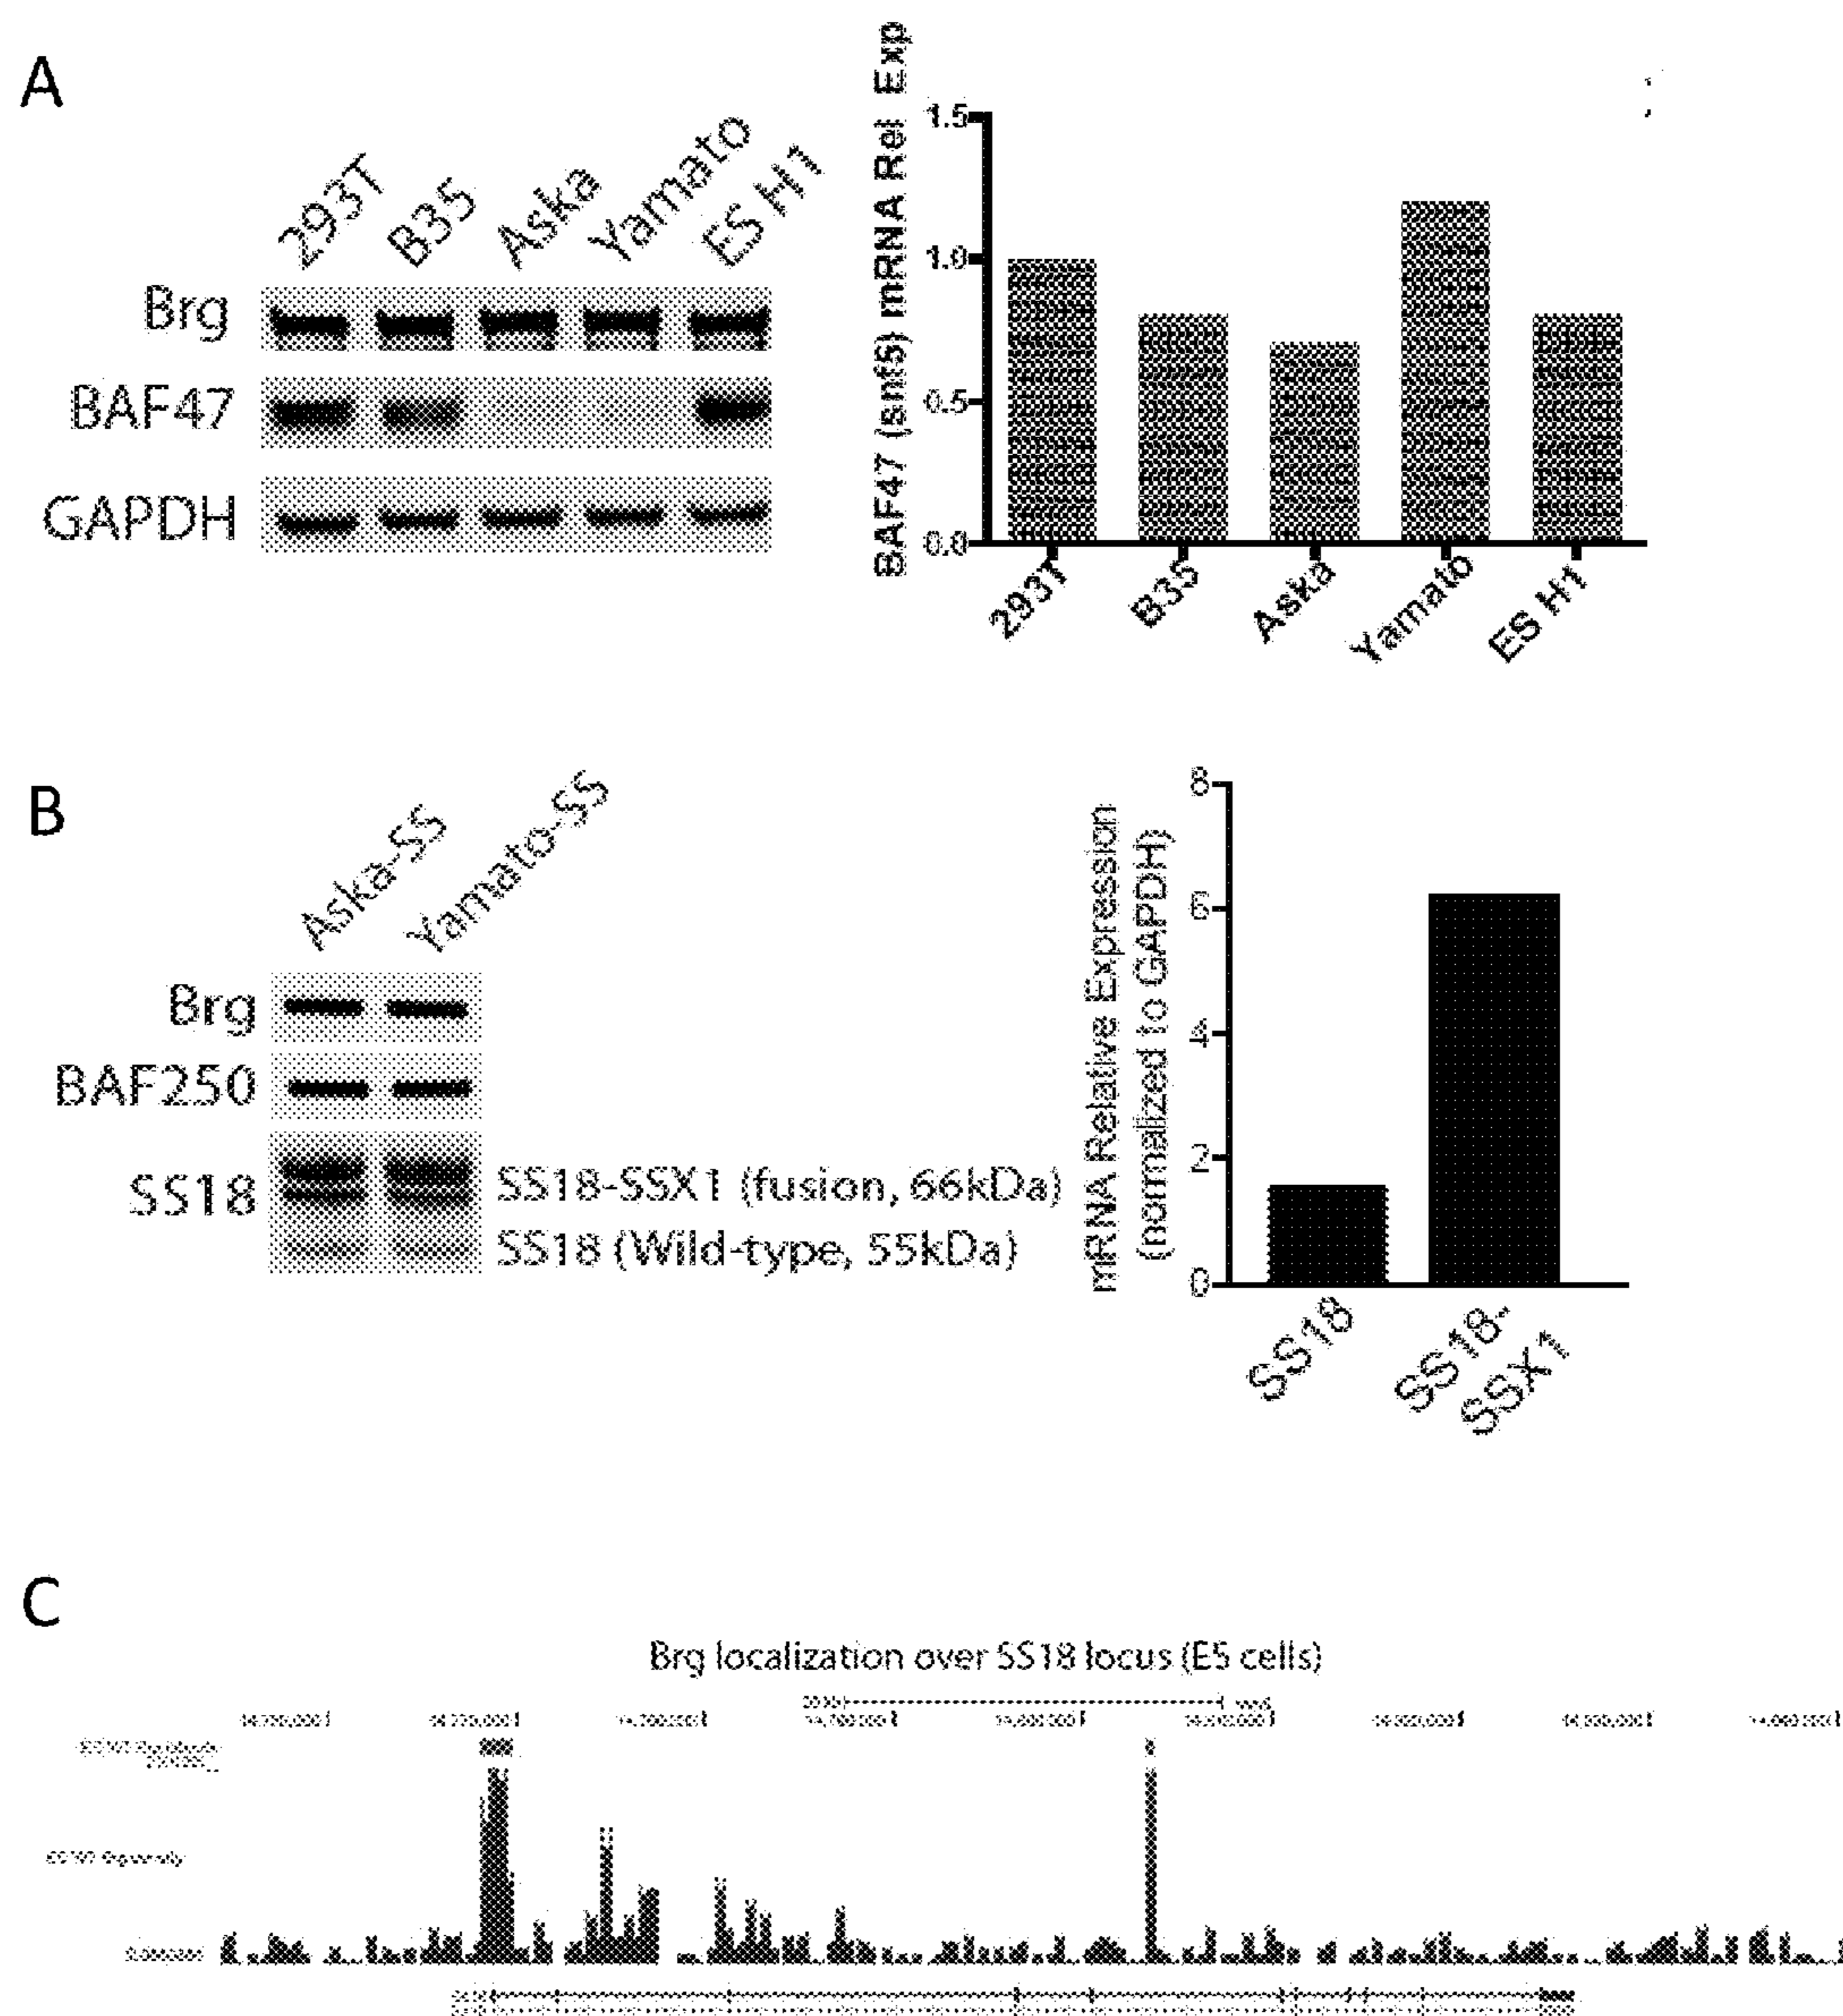 A
293T
B35
Aska
Yamato
ES H1
Brg
BAF47
GAPDH
BAF47 (snf5) mRNA Rel Exp
1.5
1.0
0.5
0.0
293T
B35
Aska
Yamato
ES H1
B
Aska-SS
Yamato-SS
Brg
BAF250
SS18
SS18-SSX1 (fusion, 66kDa)
SS18 (Wild-type, 55kDa)
mRNA Relative Expression
(normalized to GAPDH)
8
6
4
2
0
SS18
SS18-
SSX1
C
Brg localization over SS18 locus (ES cells)